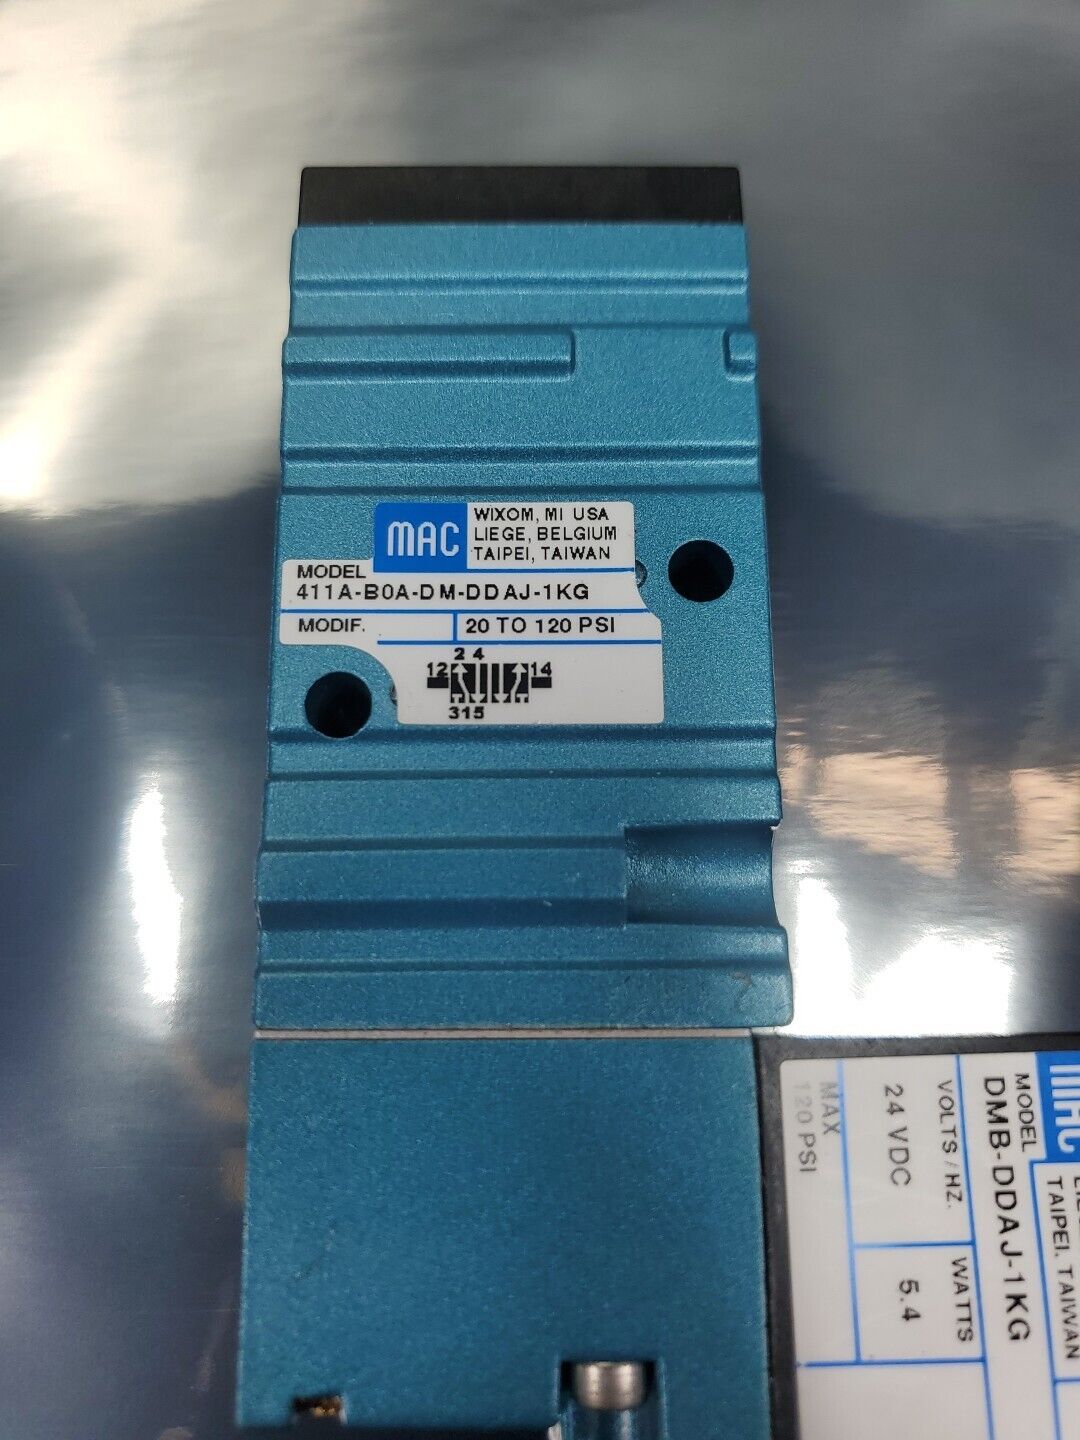 MAC
WIXOM, MI USA
LIEGE, BELGIUM
TAIPEI, TAIWAN
MODEL
411A-B0A-DM-DDAJ-1KG
MODIF.
20 TO 120 PSI
2 4
12
14
315
MAC
TAIPEI, TAIWAN
MODEL
DMB-DDAJ-1KG
VOLTS/HZ.
WATTS
24 VDC
5.4
MAX
120 PSI